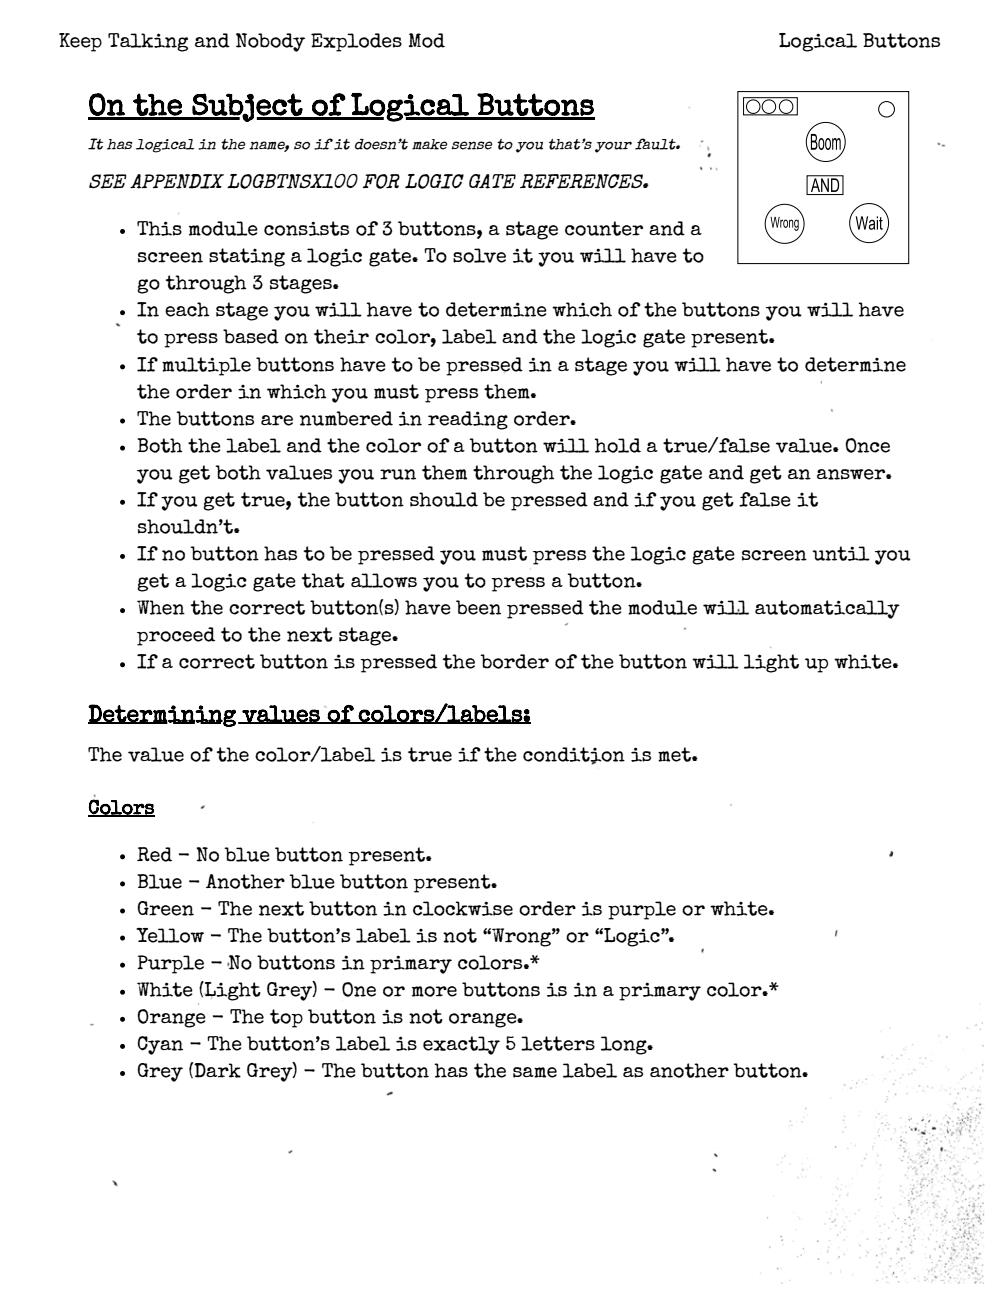 Keep Talking and Nobody Explodes Mod
Logical Buttons
On the Subject of Logical Buttons
It has logical in the name, so if it doesn't make sense to you that's your fault.
SEE APPENDIX LOGBTNSX100 FOR LOGIC GATE REFERENCES.
Boom
AND
Wrong
Wait
• This module consists of 3 buttons, a stage counter and a
screen stating a logic gate. To solve it you will have to
go through 3 stages.
• In each stage you will have to determine which of the buttons you will have
to press based on their color, label and the logic gate present.
• If multiple buttons have to be pressed in a stage you will have to determine
the order in which you must press them.
• The buttons are numbered in reading order.
• Both the label and the color of a button will hold a true/false value. Once
you get both values you run them through the logic gate and get an answer.
• If you get true, the button should be pressed and if you get false it
shouldn't.
• If no button has to be pressed you must press the logic gate screen until you
get a logic gate that allows you to press a button.
• When the correct button(s) have been pressed the module will automatically
proceed to the next stage.
• If a correct button is pressed the border of the button will light up white.
Determining values of colors/labels:
The value of the color/label is true if the condition is met.
Colors
• Red – No blue button present.
• Blue – Another blue button present.
• Green – The next button in clockwise order is purple or white.
• Yellow – The button's label is not “Wrong” or “Logic”.
• Purple – No buttons in primary colors.*
• White (Light Grey) – One or more buttons is in a primary color.*
• Orange – The top button is not orange.
• Cyan – The button's label is exactly 5 letters long.
• Grey (Dark Grey) – The button has the same label as another button.